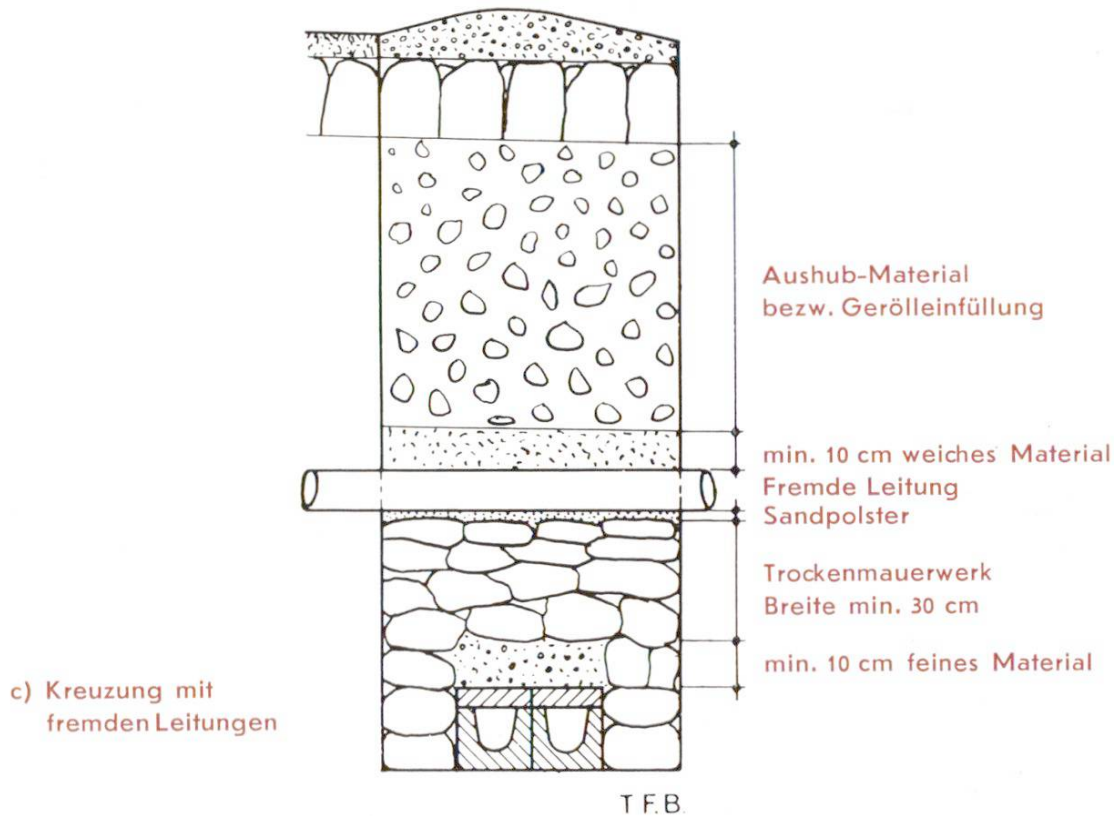 Aushub-Material
bezw. Gerölleinfüllung
min. 10 cm weiches Material
Fremde Leitung
Sandpolster
Trockenmauerwerk
Breite min. 30 cm
min. 10 cm feines Material
c) Kreuzung mit
fremden Leitungen
T.F.B.